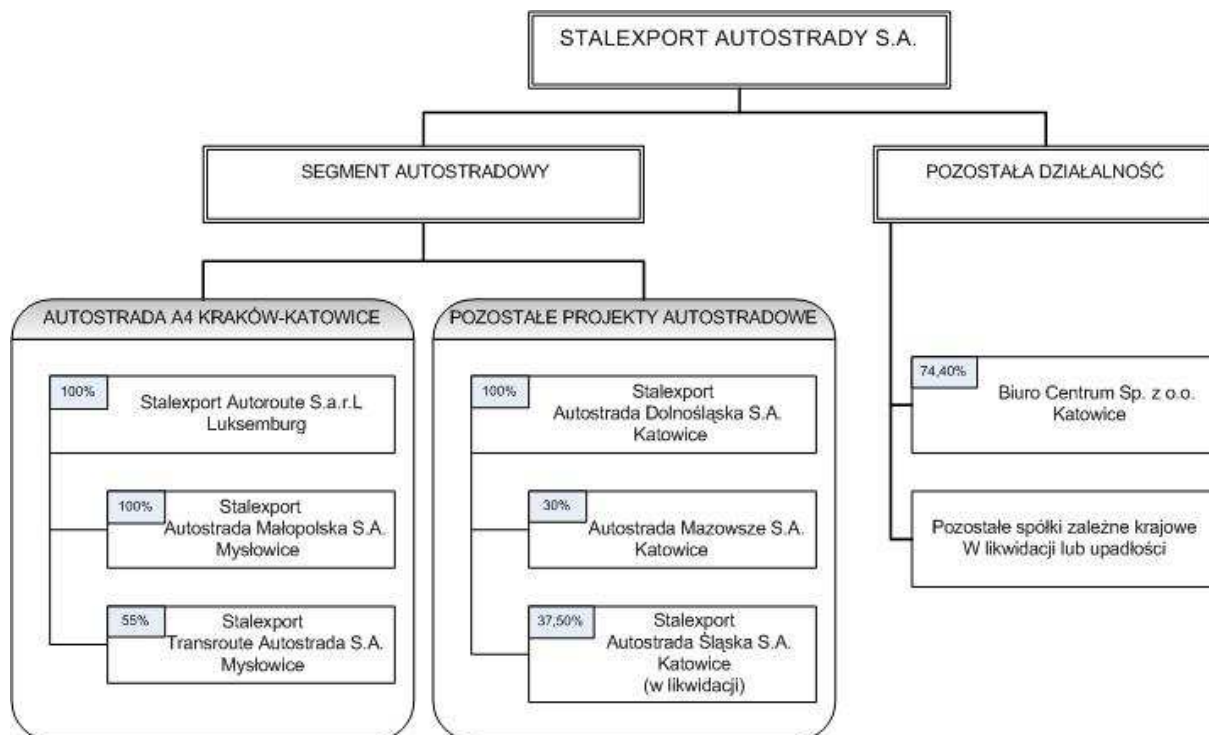 STALEXPORT AUTOSTRADY S.A.
SEGMENT AUTOSTRADOWY
POZOSTAŁA DZIAŁALNOŚĆ
AUTOSTRADA A4 KRAKÓW-KATOWICE
100%
Stalexport Autoroute S.a.r.L
Luksemburg
100%
Stalexport
Autostrada Małopolska S.A.
Mysłowice
55%
Stalexport
Transroute Autostrada S.A.
Mysłowice
POZOSTAŁE PROJEKTY AUTOSTRADOWE
100%
Stalexport
Autostrada Dolnośląska S.A.
Katowice
30%
Autostrada Mazowsze S.A.
Katowice
37,50%
Stalexport
Autostrada Śląska S.A.
Katowice
(w likwidacji)
74,40%
Biuro Centrum Sp. z o.o.
Katowice
Pozostałe spółki zależne krajowe
W likwidacji lub upadłości